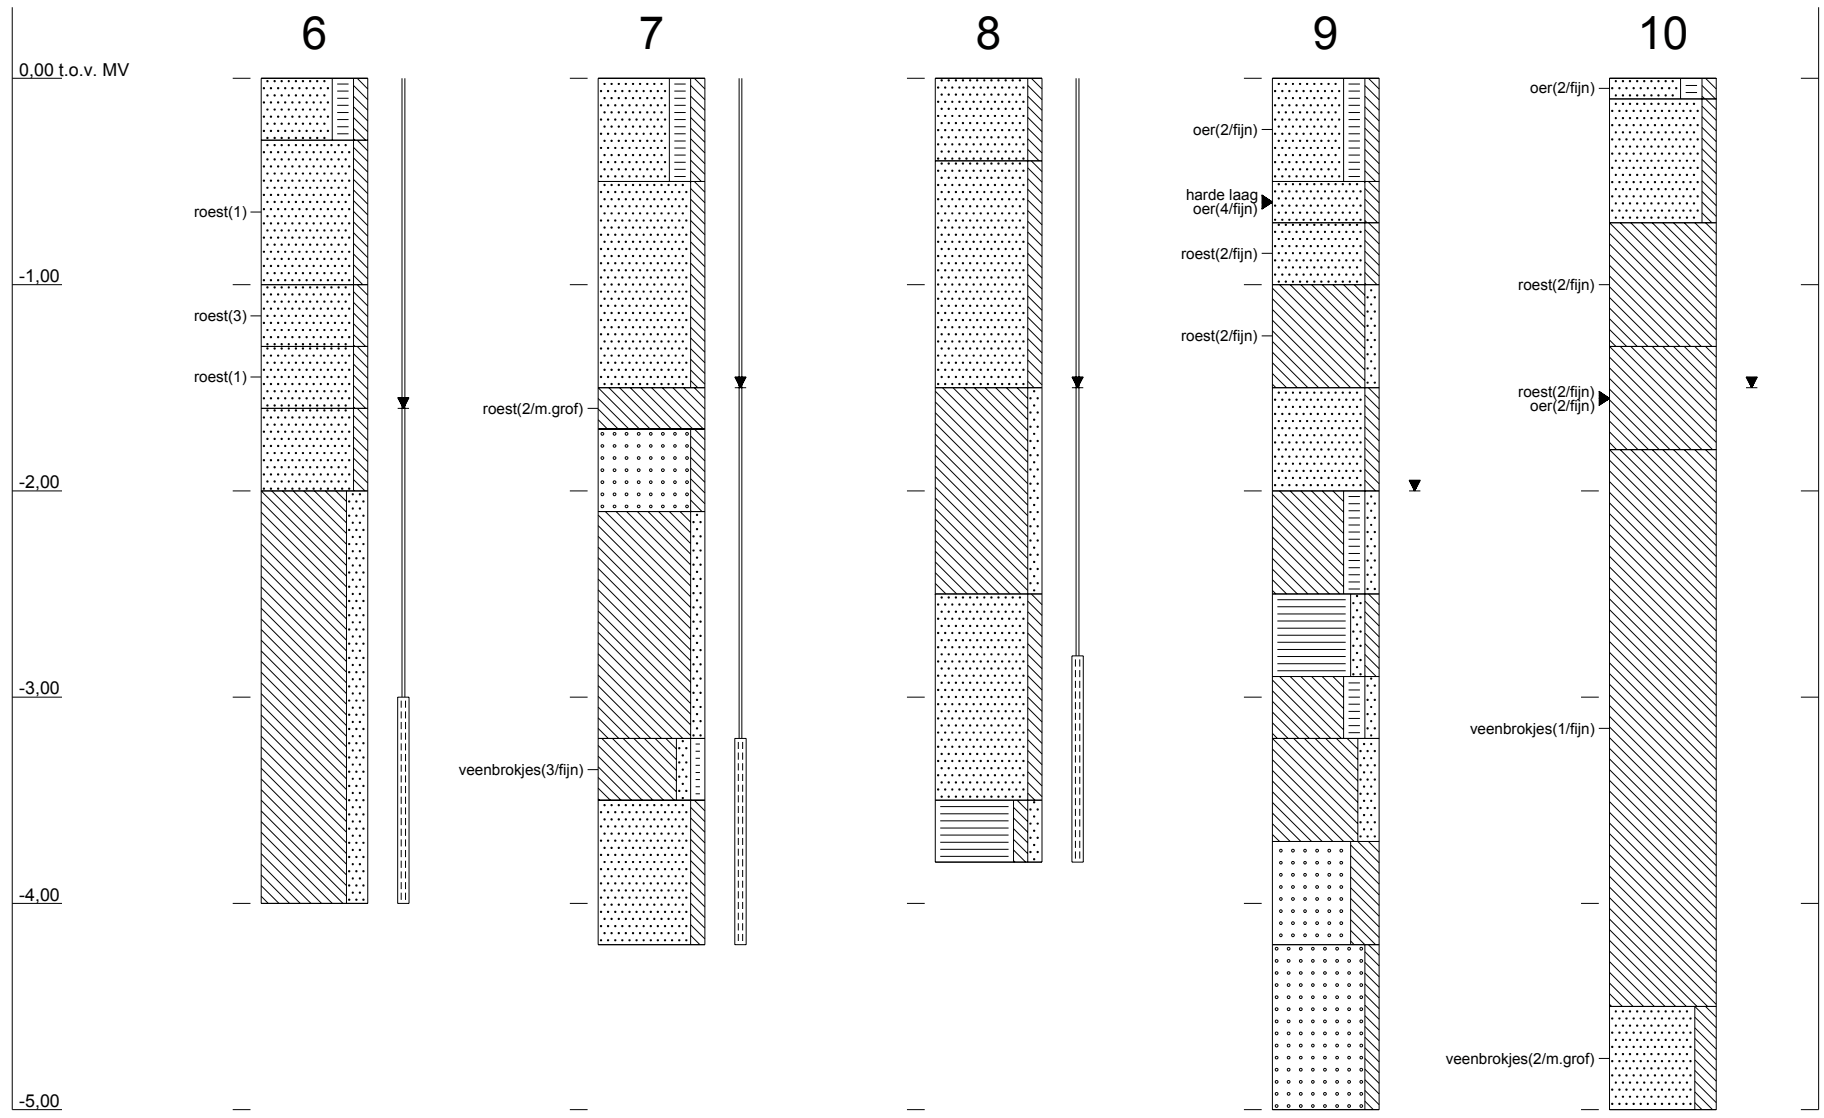 6
7
8
9
10
0,00 t.o.v. MV
-1,00
-2,00
-3,00
-4,00
-5,00
roest(1)
roest(3)
roest(1)
roest(2/m.grof)
veenbrokjes(3/fijn)
oer(2/fijn)
harde laag
oer(4/fijn)
roest(2/fijn)
roest(2/fijn)
oer(2/fijn)
roest(2/fijn)
roest(2/fijn)
oer(2/fijn)
veenbrokjes(1/fijn)
veenbrokjes(2/m.grof)